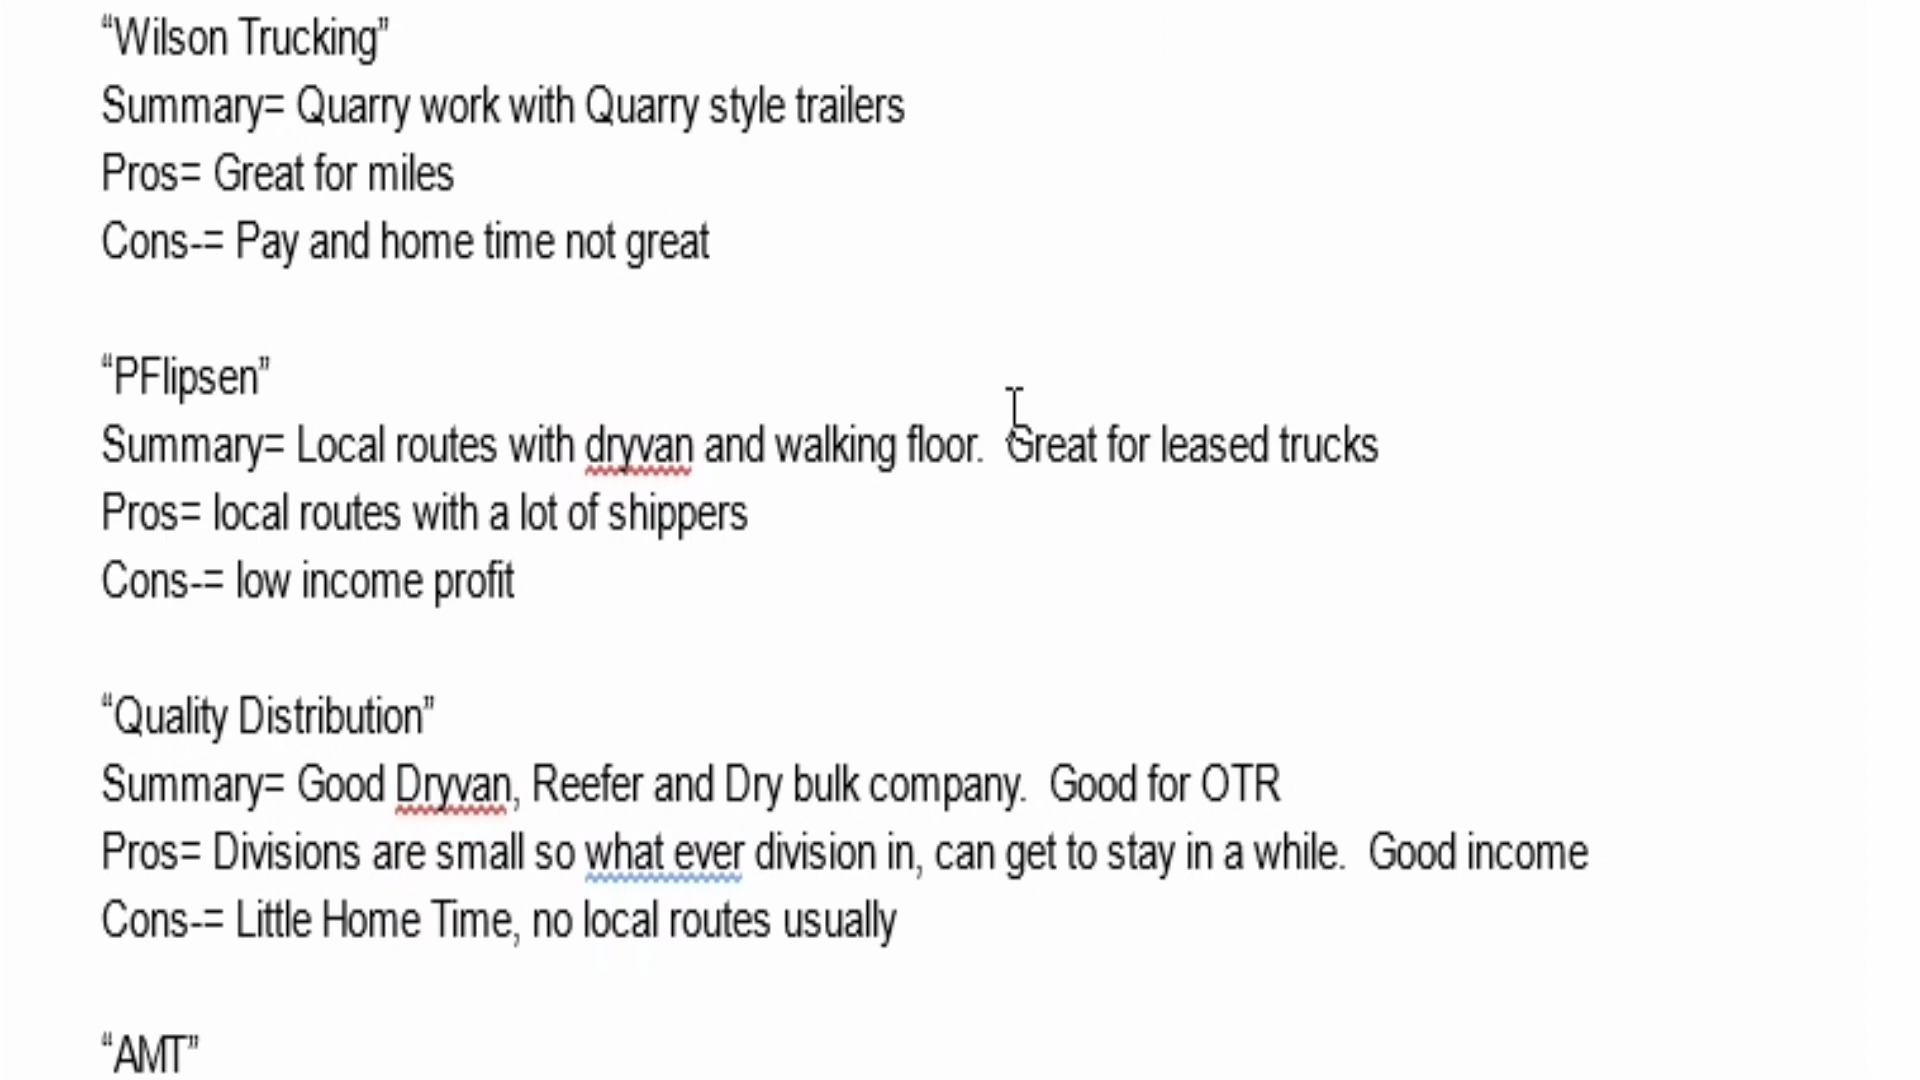 “Wilson Trucking”
Summary= Quarry work with Quarry style trailers
Pros= Great for miles
Cons-= Pay and home time not great
“PFlipsen”
Summary= Local routes with dryvan and walking floor.  Great for leased trucks
Pros= local routes with a lot of shippers
Cons-= low income profit
“Quality Distribution”
Summary= Good Dryvan, Reefer and Dry bulk company.  Good for OTR
Pros= Divisions are small so what ever division in, can get to stay in a while.  Good income
Cons-= Little Home Time, no local routes usually
“AMT”